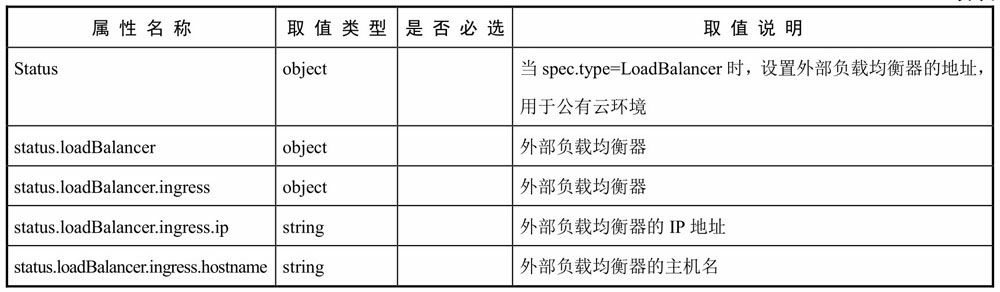 属性名称 取值类型 是否必选 取值说明
Status object 当 spec.type=LoadBalancer 时，设置外部负载均衡器的地址，
用于公有云环境
status.loadBalancer object 外部负载均衡器
status.loadBalancer.ingress object 外部负载均衡器
status.loadBalancer.ingress.ip string 外部负载均衡器的 IP 地址
status.loadBalancer.ingress.hostname string 外部负载均衡器的主机名